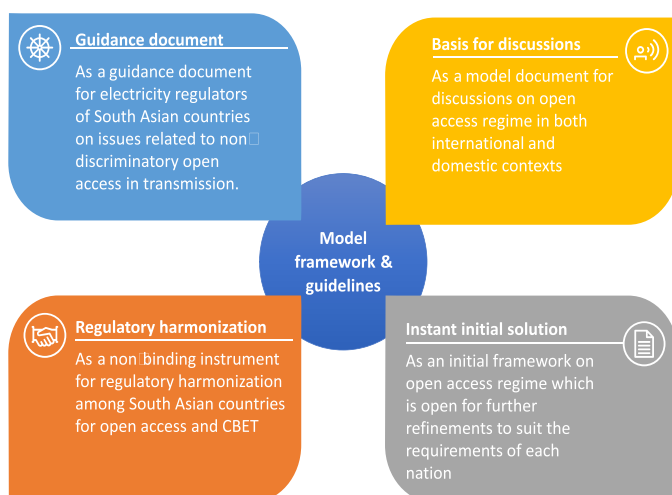 Guidance document
As a guidance document
for electricity regulators
of South Asian countries
on issues related to non□
discriminatory open
access in transmission.
Basis for discussions
As a model document for
discussions on open
access regime in both
international and
domestic contexts
Model
framework &
guidelines
Regulatory harmonization
As a non□binding instrument
for regulatory harmonization
among South Asian countries
for open access and CBET
Instant initial solution
As an initial framework on
open access regime which
is open for further
refinements to suit the
requirements of each
nation